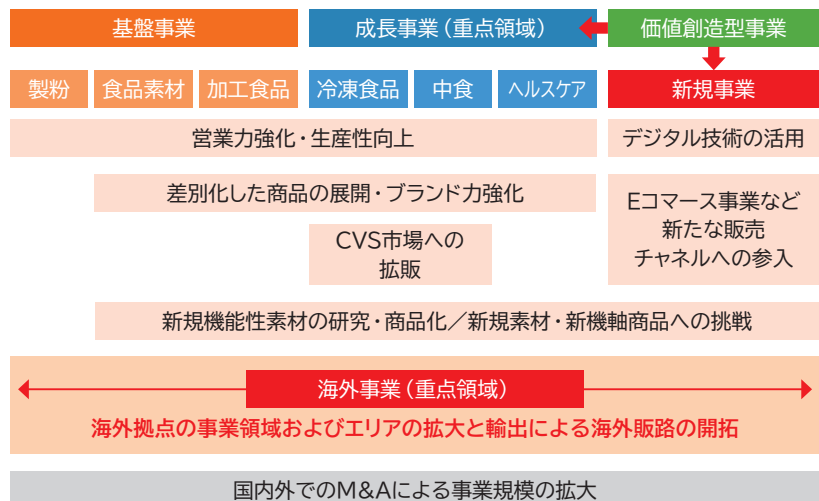 基盤事業
成長事業（重点領域）
価値創造型事業
製粉
食品素材
加工食品
冷凍食品
中食
ヘルスケア
新規事業
営業力強化・生産性向上
デジタル技術の活用
差別化した商品の展開・ブランド力強化
Eコマース事業など
新たな販売
チャネルへの参入
CVS市場への
拡販
新規機能性素材の研究・商品化／新規素材・新機軸商品への挑戦
海外事業（重点領域）
海外拠点の事業領域およびエリアの拡大と輸出による海外販路の開拓
国内外でのM&Aによる事業規模の拡大